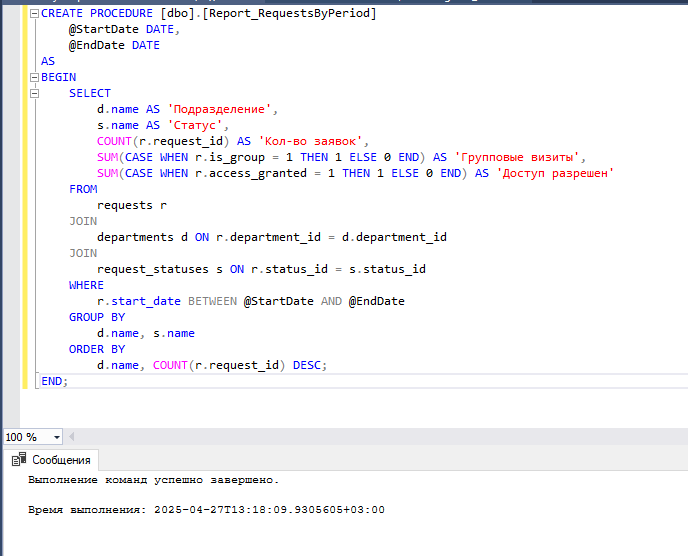 CREATE PROCEDURE [dbo].[Report_RequestsByPeriod]
    @StartDate DATE,
    @EndDate DATE
AS
BEGIN
    SELECT
        d.name AS 'Подразделение',
        s.name AS 'Статус',
        COUNT(r.request_id) AS 'Кол-во заявок',
        SUM(CASE WHEN r.is_group = 1 THEN 1 ELSE 0 END) AS 'Групповые визиты',
        SUM(CASE WHEN r.access_granted = 1 THEN 1 ELSE 0 END) AS 'Доступ разрешен'
    FROM
        requests r
    JOIN
        departments d ON r.department_id = d.department_id
    JOIN
        request_statuses s ON r.status_id = s.status_id
    WHERE
        r.start_date BETWEEN @StartDate AND @EndDate
    GROUP BY
        d.name, s.name
    ORDER BY
        d.name, COUNT(r.request_id) DESC;
END;
100 %
Сообщения
Выполнение команд успешно завершено.
Время выполнения: 2025-04-27T13:18:09.9305605+03:00